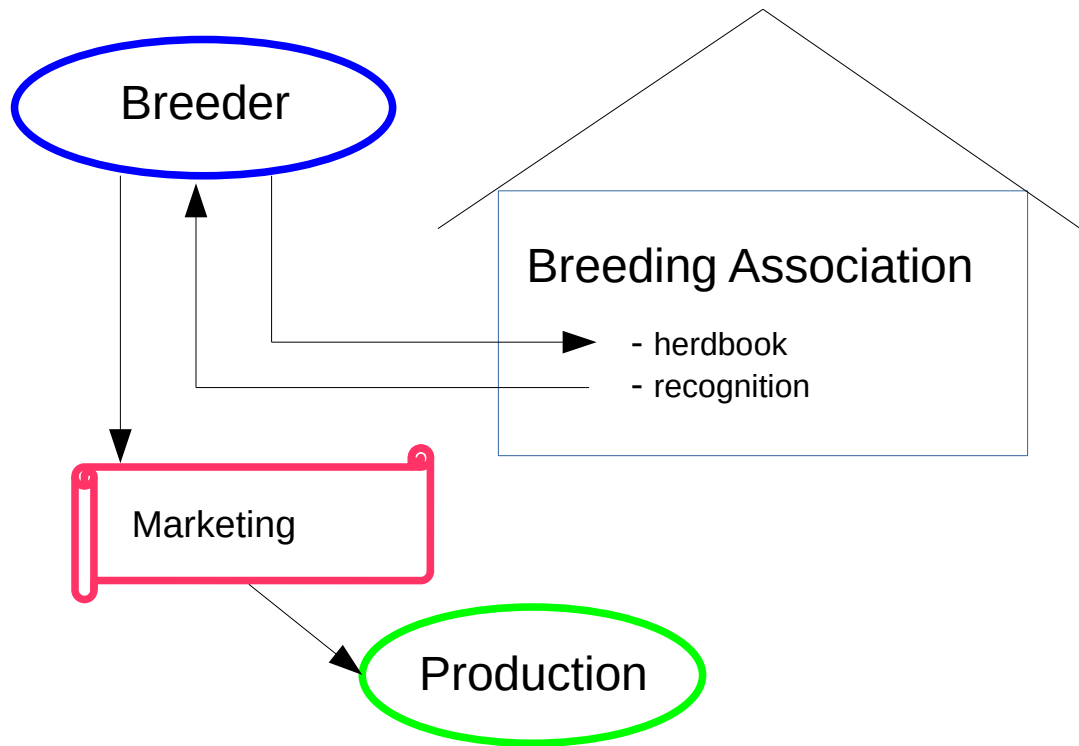 Breeder
Breeding Association
- herdbook
- recognition
Marketing
Production